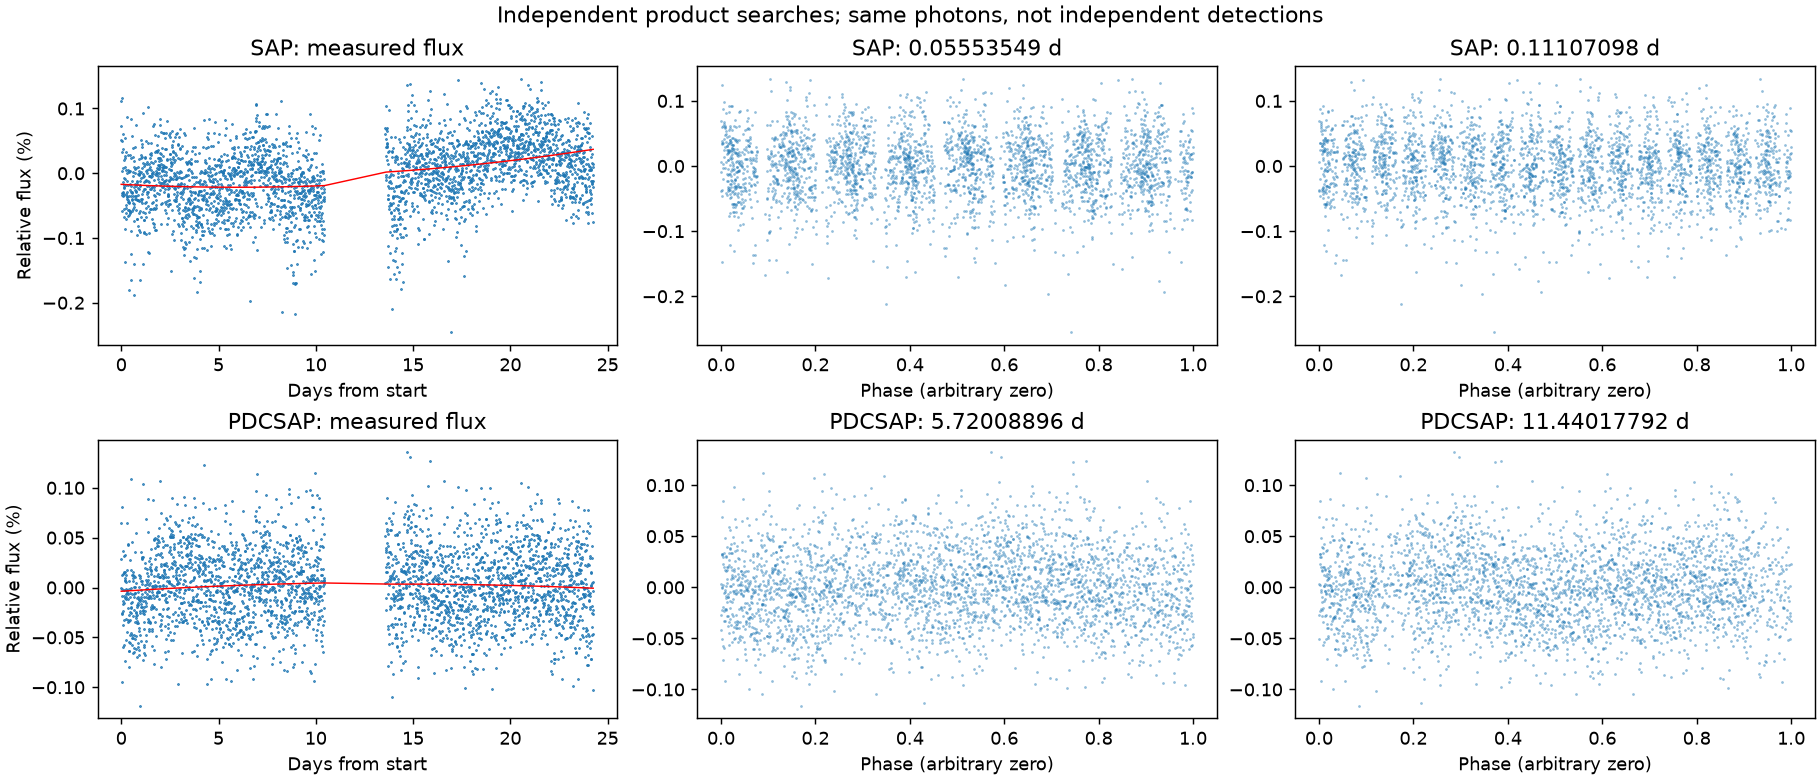 Independent product searches; same photons, not independent detections
SAP: measured flux
SAP: 0.05553549 d
SAP: 0.11107098 d
Relative flux (%)
0.1
0.0
−0.1
−0.2
0 5 10 15 20 25
Days from start
0.1
0.0
−0.1
−0.2
0.0 0.2 0.4 0.6 0.8 1.0
Phase (arbitrary zero)
0.1
0.0
−0.1
−0.2
0.0 0.2 0.4 0.6 0.8 1.0
Phase (arbitrary zero)
PDCSAP: measured flux
PDCSAP: 5.72008896 d
PDCSAP: 11.44017792 d
Relative flux (%)
0.10
0.05
0.00
−0.05
−0.10
0 5 10 15 20 25
Days from start
0.10
0.05
0.00
−0.05
−0.10
0.0 0.2 0.4 0.6 0.8 1.0
Phase (arbitrary zero)
0.10
0.05
0.00
−0.05
−0.10
0.0 0.2 0.4 0.6 0.8 1.0
Phase (arbitrary zero)